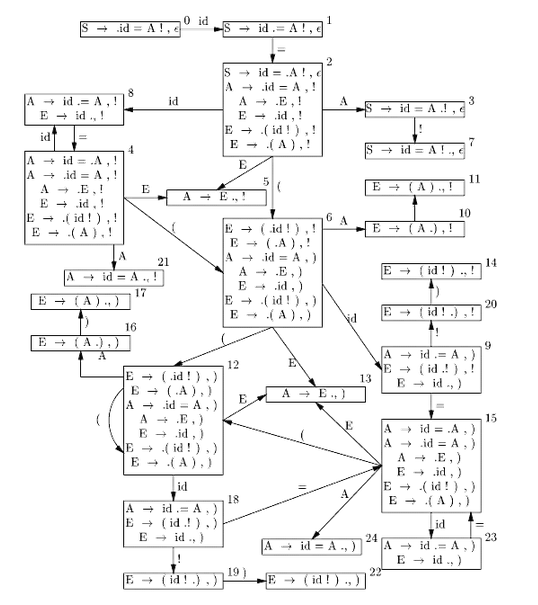 S → .id = A ! , ϵ
0
id
S → id .= A ! , ϵ
1
=
2
S → id = .A ! , ϵ
A → .id = A , !
A → .E , !
E → .id , !
E → .( id ! ) , !
E → .( A ) , !
8
A → id .= A , !
E → id ., !
id
A
3
S → id = A .! , ϵ
!
7
S → id = A ! ., ϵ
id
=
4
A → id = .A , !
A → .id = A , !
A → .E , !
E → .id , !
E → .( id ! ) , !
E → .( A ) , !
E
E
5
A → E ., !
(
11
E → ( A ) ., !
)
10
E → ( A .) , !
(
6
E → ( .id ! ) , !
E → ( .A ) , !
A → .id = A , )
A → .E , )
E → .id , )
E → .( id ! ) , )
E → .( A ) , )
A
A
21
A → id = A ., !
17
E → ( A ) ., )
)
16
E → ( A .) , )
A
14
E → ( id ! ) ., !
)
20
E → ( id ! .) , !
!
id
9
A → id .= A , )
E → ( id .! ) , !
E → id ., )
(
E
12
E → ( .id ! ) , )
E → ( .A ) , )
A → .id = A , )
A → .E , )
E → .id , )
E → .( id ! ) , )
E → .( A ) , )
(
E
13
A → E ., )
E
(
=
15
A → id = .A , )
A → .id = A , )
A → .E , )
E → .id , )
E → .( id ! ) , )
E → .( A ) , )
id
18
A → id .= A , )
E → ( id .! ) , )
E → id ., )
=
A
24
A → id = A ., )
id
=
23
A → id .= A , )
E → id ., )
!
19
E → ( id ! .) , )
)
22
E → ( id ! ) ., )